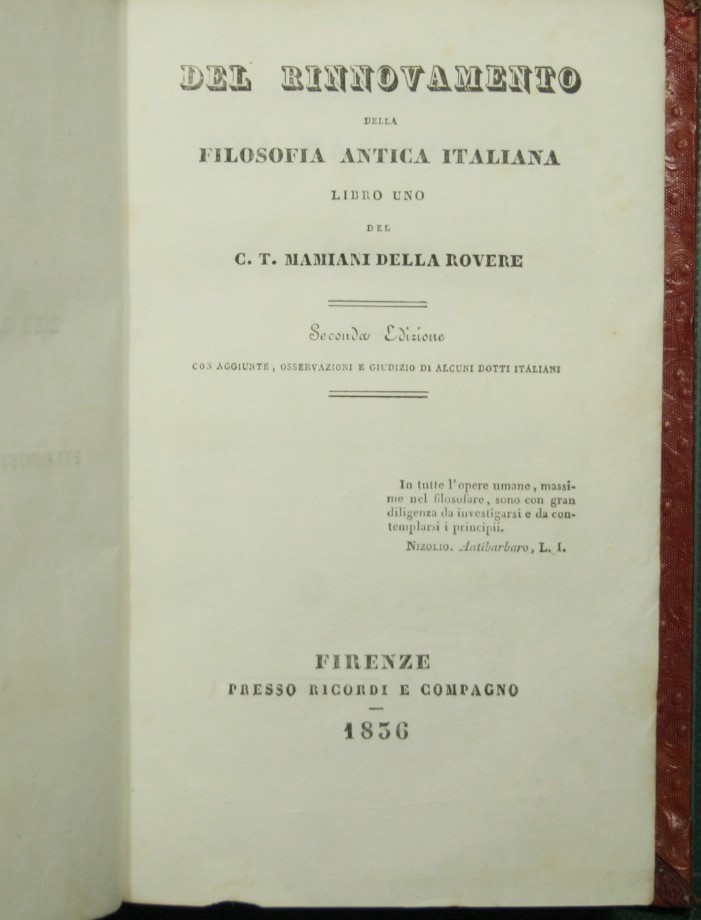 DEL RINNOVAMENTO
DELLA
FILOSOFIA ANTICA ITALIANA
LIBRO UNO
DEL
C. T. MAMIANI DELLA ROVERE
Seconda Edizione
CON AGGIUNTE, OSSERVAZIONI E GIUDIZIO DI ALCUNI DOTTI ITALIANI
In tutte l'opere umane, massi-
me nel filosofare, sono con gran
diligenza da investigarsi e da con-
templarsi i principii.
NIZOLIO. Antibarbaro, L. I.
FIRENZE
PRESSO RICORDI E COMPAGNO
1836